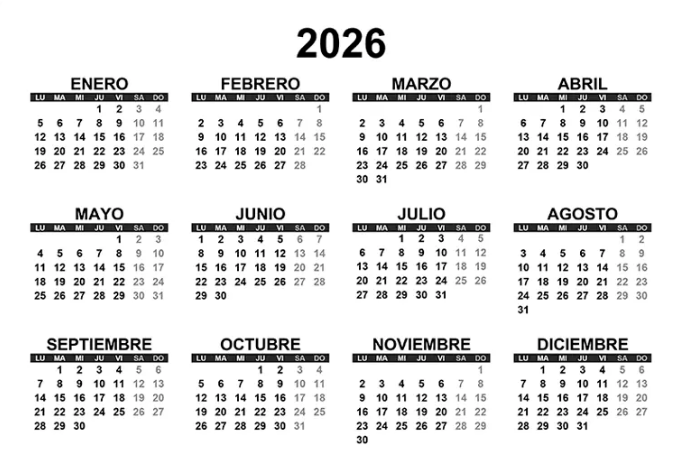 2026
ENERO
LU MA MI JU VI SA DO
1 2 3 4
5 6 7 8 9 10 11
12 13 14 15 16 17 18
19 20 21 22 23 24 25
26 27 28 29 30 31
FEBRERO
LU MA MI JU VI SA DO
1
2 3 4 5 6 7 8
9 10 11 12 13 14 15
16 17 18 19 20 21 22
23 24 25 26 27 28
MARZO
LU MA MI JU VI SA DO
1
2 3 4 5 6 7 8
9 10 11 12 13 14 15
16 17 18 19 20 21 22
23 24 25 26 27 28 29
30 31
ABRIL
LU MA MI JU VI SA DO
1 2 3 4 5
6 7 8 9 10 11 12
13 14 15 16 17 18 19
20 21 22 23 24 25 26
27 28 29 30
MAYO
LU MA MI JU VI SA DO
1 2 3
4 5 6 7 8 9 10
11 12 13 14 15 16 17
18 19 20 21 22 23 24
25 26 27 28 29 30 31
JUNIO
LU MA MI JU VI SA DO
1 2 3 4 5 6 7
8 9 10 11 12 13 14
15 16 17 18 19 20 21
22 23 24 25 26 27 28
29 30
JULIO
LU MA MI JU VI SA DO
1 2 3 4 5
6 7 8 9 10 11 12
13 14 15 16 17 18 19
20 21 22 23 24 25 26
27 28 29 30 31
AGOSTO
LU MA MI JU VI SA DO
1 2
3 4 5 6 7 8 9
10 11 12 13 14 15 16
17 18 19 20 21 22 23
24 25 26 27 28 29 30
31
SEPTIEMBRE
LU MA MI JU VI SA DO
1 2 3 4 5 6
7 8 9 10 11 12 13
14 15 16 17 18 19 20
21 22 23 24 25 26 27
28 29 30
OCTUBRE
LU MA MI JU VI SA DO
1 2 3 4
5 6 7 8 9 10 11
12 13 14 15 16 17 18
19 20 21 22 23 24 25
26 27 28 29 30 31
NOVIEMBRE
LU MA MI JU VI SA DO
1
2 3 4 5 6 7 8
9 10 11 12 13 14 15
16 17 18 19 20 21 22
23 24 25 26 27 28 29
30
DICIEMBRE
LU MA MI JU VI SA DO
1 2 3 4 5 6
7 8 9 10 11 12 13
14 15 16 17 18 19 20
21 22 23 24 25 26 27
28 29 30 31